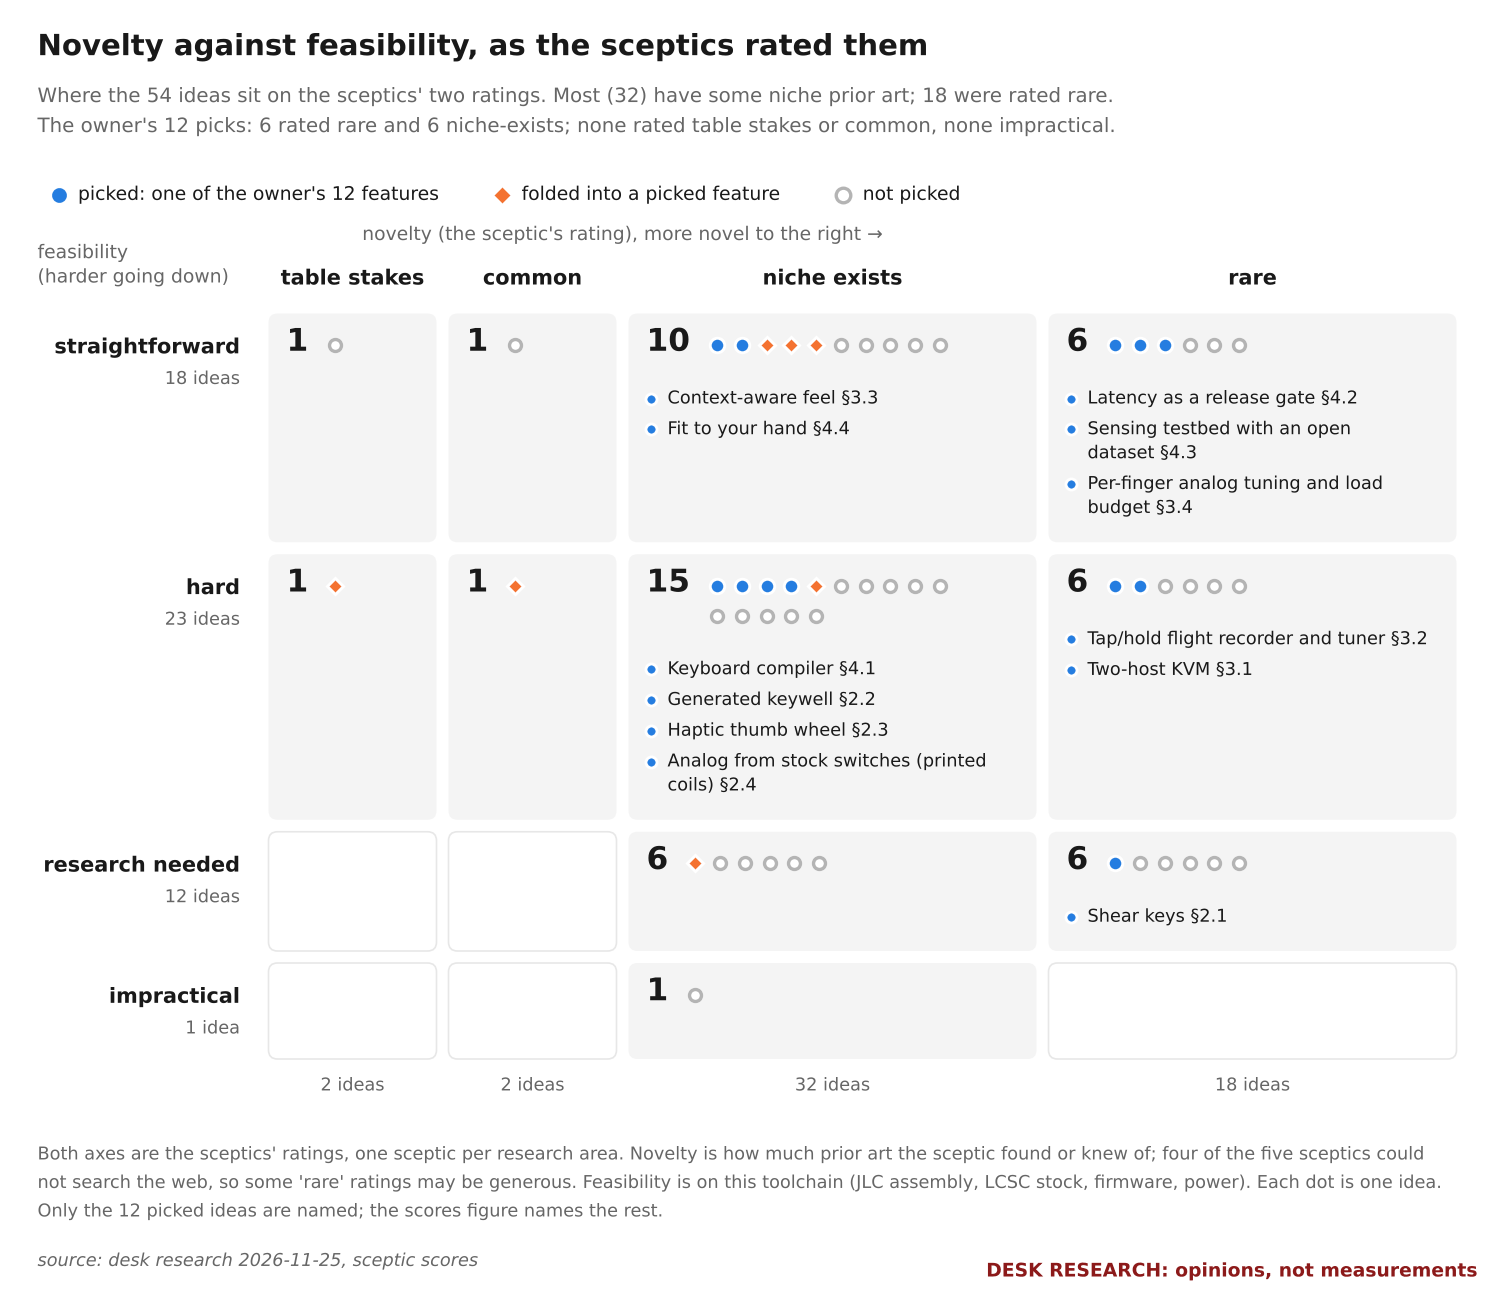 Novelty against feasibility, as the sceptics rated them
Where the 54 ideas sit on the sceptics' two ratings. Most (32) have some niche prior art; 18 were rated rare.
The owner's 12 picks: 6 rated rare and 6 niche-exists; none rated table stakes or common, none impractical.
picked: one of the owner's 12 features
folded into a picked feature
not picked
novelty (the sceptic's rating), more novel to the right →
feasibility
(harder going down)
table stakes
common
niche exists
rare
straightforward
18 ideas
1
1
10
Context-aware feel §3.3
Fit to your hand §4.4
6
Latency as a release gate §4.2
Sensing testbed with an open
dataset §4.3
Per-finger analog tuning and load
budget §3.4
hard
23 ideas
1
1
15
Keyboard compiler §4.1
Generated keywell §2.2
Haptic thumb wheel §2.3
Analog from stock switches (printed
coils) §2.4
6
Tap/hold flight recorder and tuner §3.2
Two-host KVM §3.1
research needed
12 ideas
6
6
Shear keys §2.1
impractical
1 idea
1
2 ideas
2 ideas
32 ideas
18 ideas
Both axes are the sceptics' ratings, one sceptic per research area. Novelty is how much prior art the sceptic found or knew of; four of the five sceptics could
not search the web, so some 'rare' ratings may be generous. Feasibility is on this toolchain (JLC assembly, LCSC stock, firmware, power). Each dot is one idea.
Only the 12 picked ideas are named; the scores figure names the rest.
source: desk research 2026-11-25, sceptic scores
DESK RESEARCH: opinions, not measurements